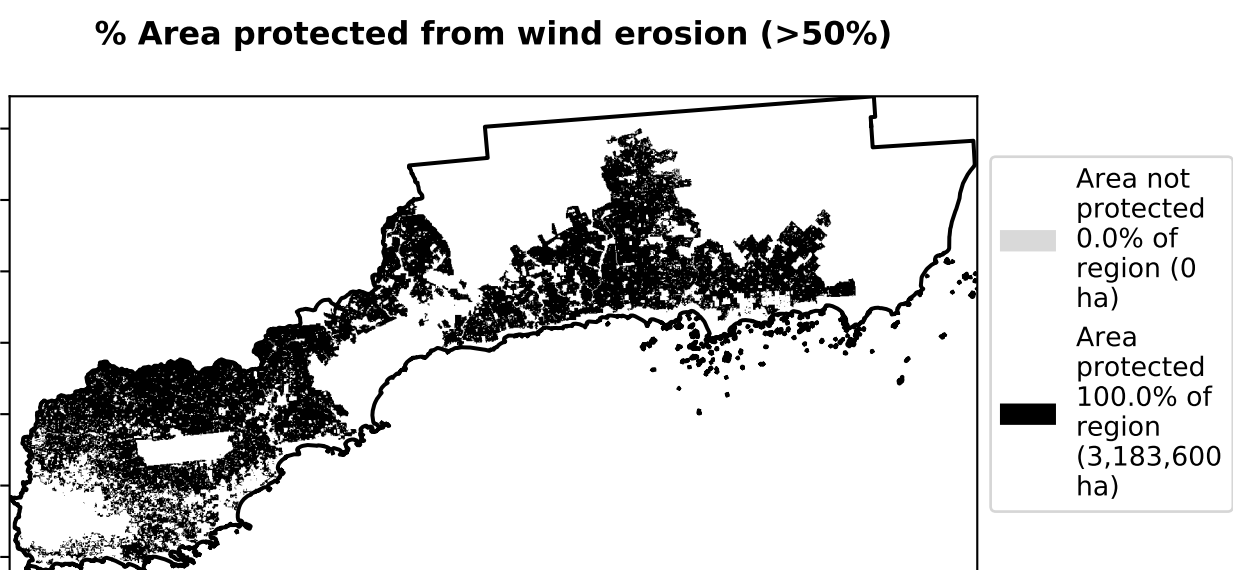 % Area protected from wind erosion (>50%)
Area not
protected
0.0% of
region (0
ha)
Area
protected
100.0% of
region
(3,183,600
ha)